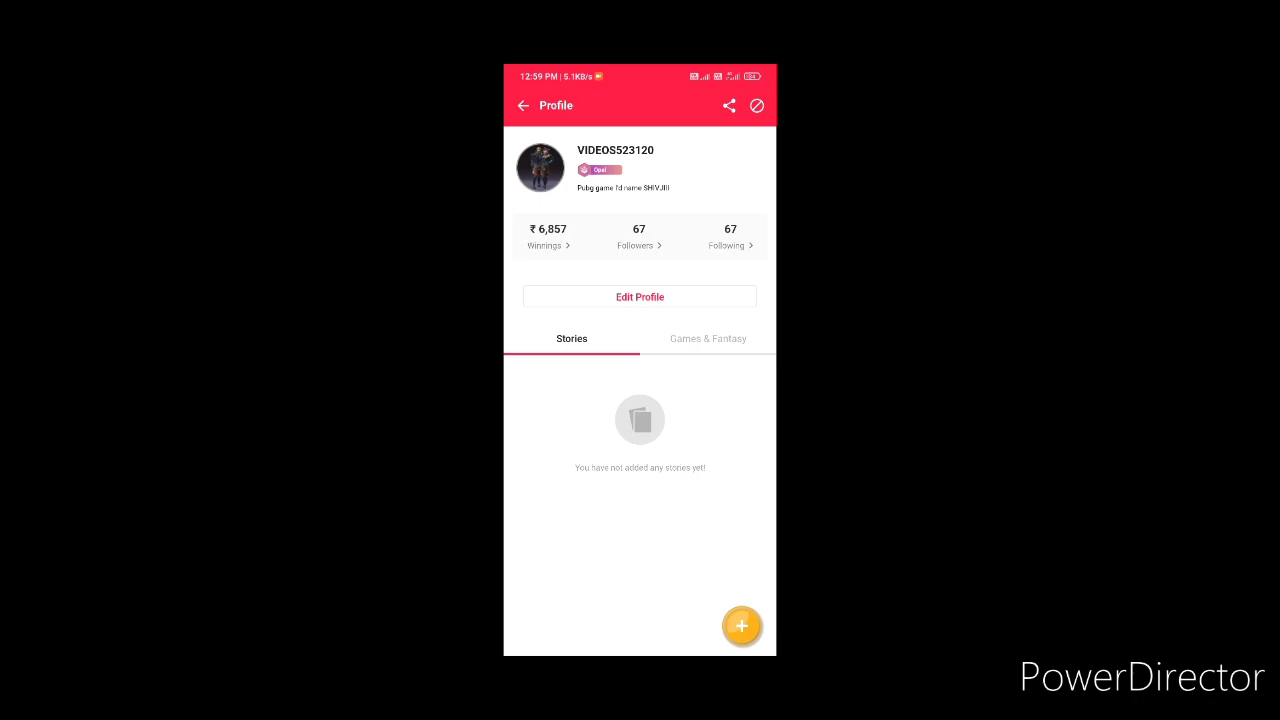 12:59 PM | 5.1KB/s
Profile
VIDEOS523120
Opal
Pubg game I'd name SHIVJIII
₹ 6,857 67 67
Winnings Followers Following
Edit Profile
Stories Games & Fantasy
You have not added any stories yet!
PowerDirector